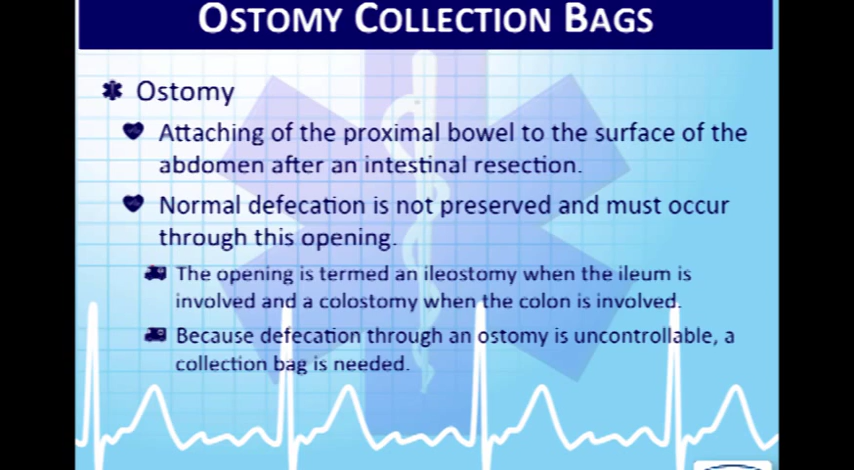 OSTOMY COLLECTION BAGS
Ostomy
Attaching of the proximal bowel to the surface of the
abdomen after an intestinal resection.
Normal defecation is not preserved and must occur
through this opening.
The opening is termed an ileostomy when the ileum is
involved and a colostomy when the colon is involved.
Because defecation through an ostomy is uncontrollable, a
collection bag is needed.